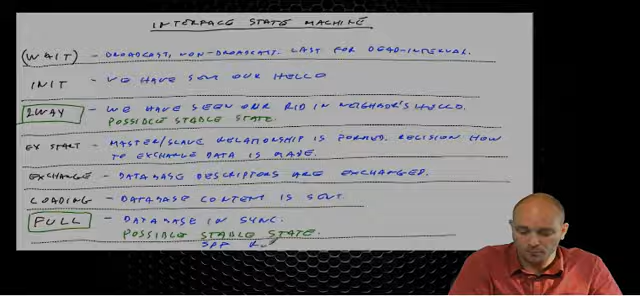 INTERFACE STATE MACHINE
(WAIT) - BROADCAST, NON-BROADCAST. LAST FOR DEAD-INTERVAL.
INIT - WE HAVE SENT OUR HELLO
2WAY - WE HAVE SEEN OUR RID IN NEIGHBOR'S HELLO.
POSSIBLE STABLE STATE.
EXSTART - MASTER/SLAVE RELATIONSHIP IS FORMED. DECISION HOW
TO EXCHANGE DATA IS MADE.
EXCHANGE - DATABASE DESCRIPTORS ARE EXCHANGED.
LOADING - DATABASE CONTENT IS SENT.
FULL - DATABASE IN SYNC.
POSSIBLE STABLE STATE.
SPF